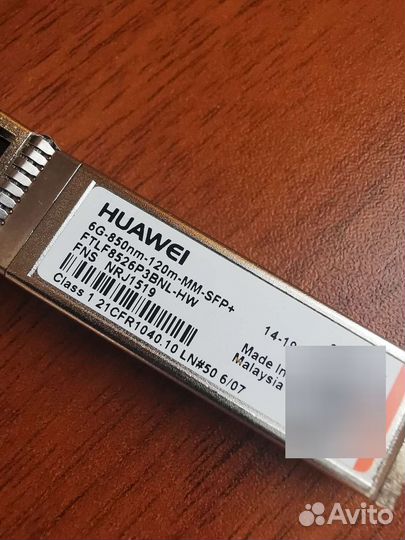 HUAWEI
6G-850nm-120m-MM-SFP+
FTLF8526P3BNL-HW
FNS NRJ1519
Class 1 21CFR1040.10 LN#50 6/07
Made in
Malaysia
Avito